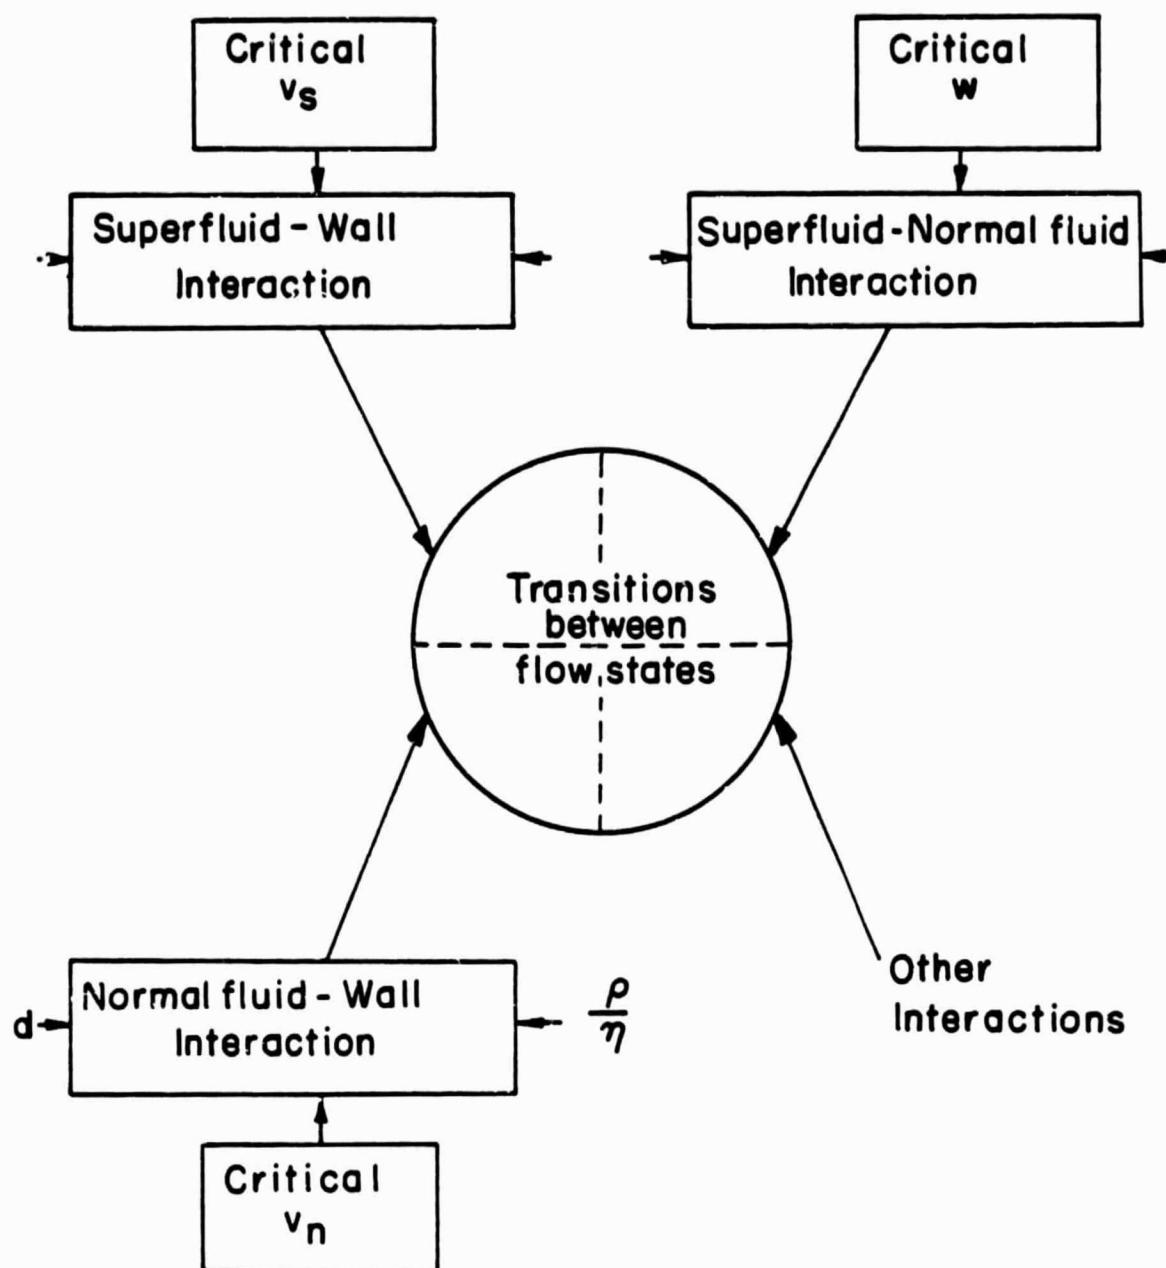 Critical
vs
Critical
w
Superfluid - Wall
Interaction
Superfluid-Normal fluid
Interaction
Transitions
between
flow states
Normal fluid - Wall
Interaction
d
ρ
η
Other
Interactions
Critical
vn